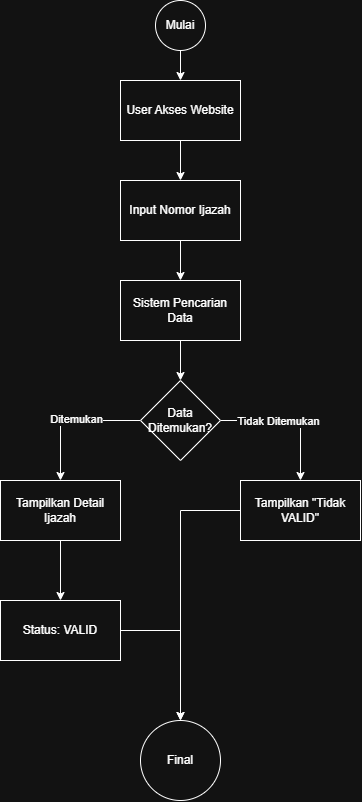 Mulai
User Akses Website
Input Nomor Ijazah
Sistem Pencarian
Data
Data
Ditemukan?
Ditemukan
Tidak Ditemukan
Tampilkan Detail
Ijazah
Tampilkan "Tidak
VALID"
Status: VALID
Final